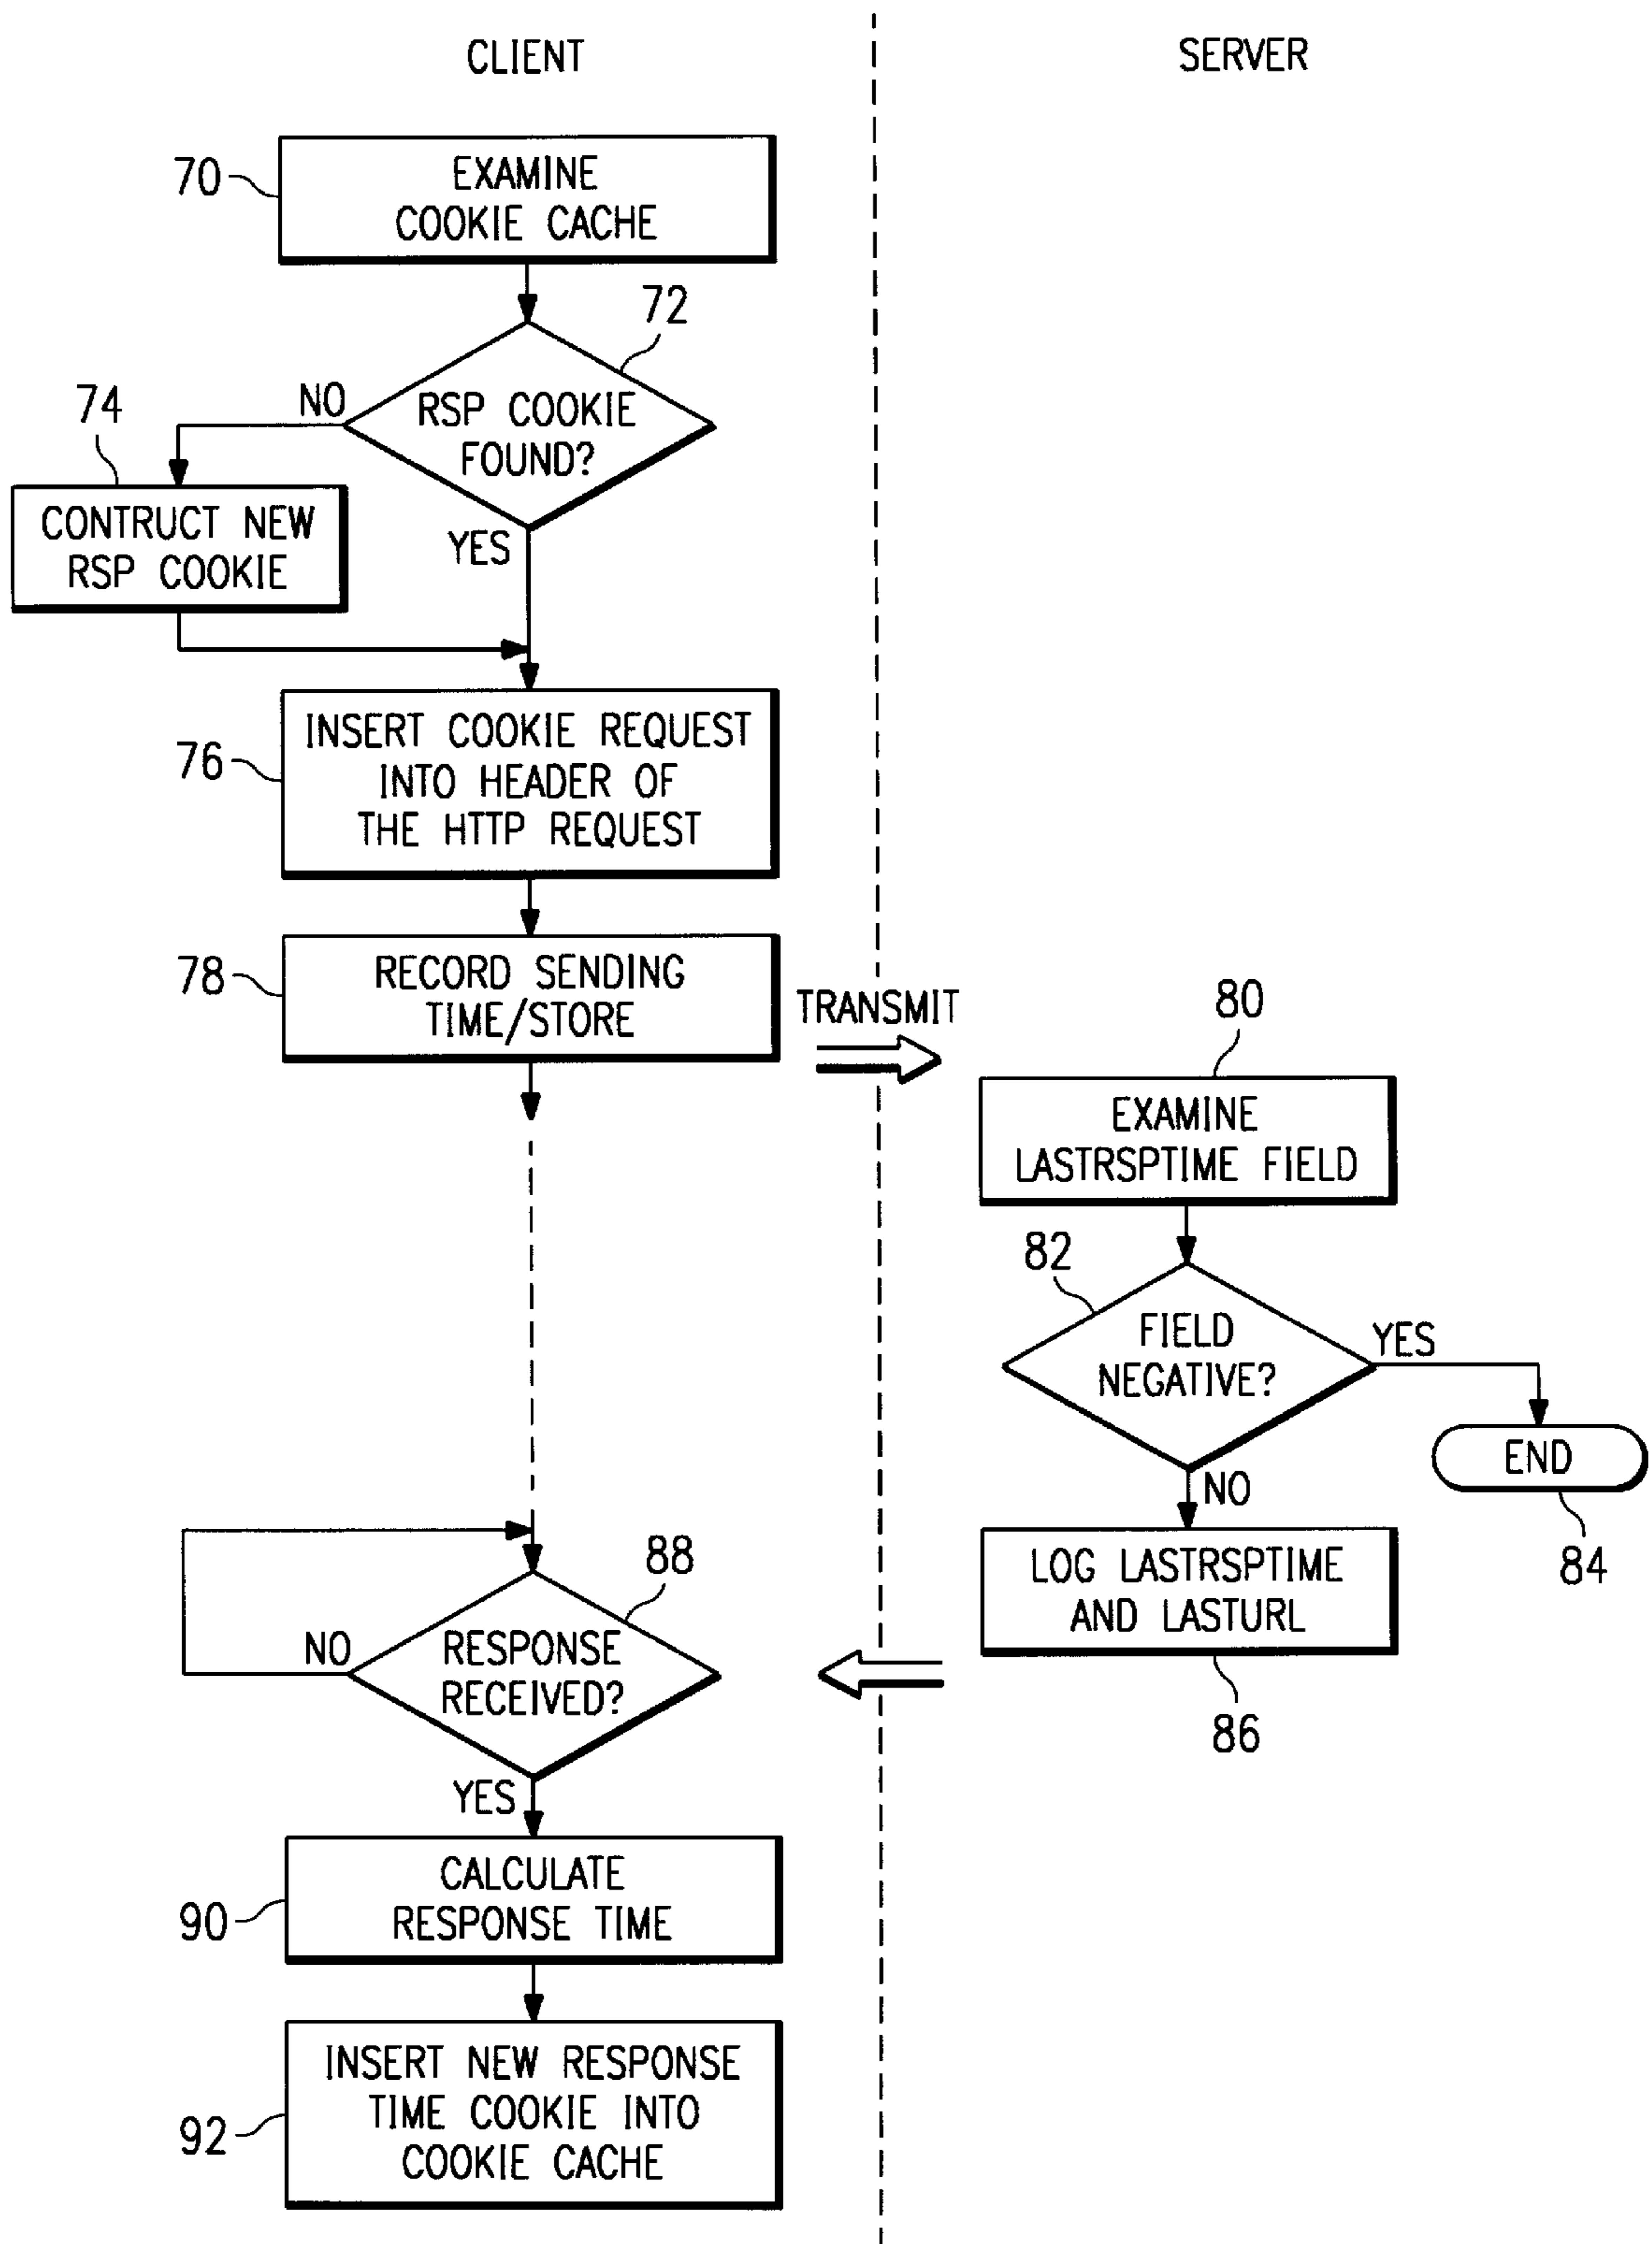 CLIENT
SERVER
70
EXAMINE
COOKIE CACHE
72
RSP COOKIE
FOUND?
NO
YES
74
CONTRUCT NEW
RSP COOKIE
76
INSERT COOKIE REQUEST
INTO HEADER OF
THE HTTP REQUEST
78
RECORD SENDING
TIME/STORE
TRANSMIT
80
EXAMINE
LASTRSPTIME FIELD
82
FIELD
NEGATIVE?
YES
END
84
NO
LOG LASTRSPTIME
AND LASTURL
86
88
RESPONSE
RECEIVED?
NO
YES
90
CALCULATE
RESPONSE TIME
92
INSERT NEW RESPONSE
TIME COOKIE INTO
COOKIE CACHE